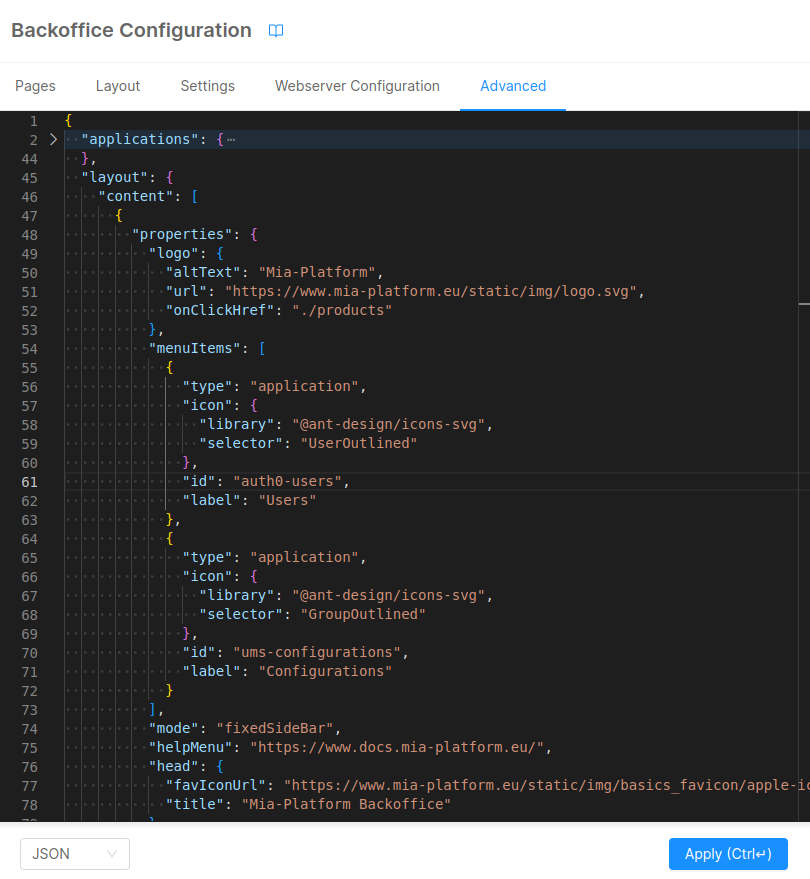 Backoffice Configuration
Pages Layout Settings Webserver Configuration Advanced
1 {
2 "applications": {⋯
44 },
45 "layout": {
46 "content": [
47 {
48 "properties": {
49 "logo": {
50 "altText": "Mia-Platform",
51 "url": "https://www.mia-platform.eu/static/img/logo.svg",
52 "onClickHref": "./products"
53 },
54 "menuItems": [
55 {
56 "type": "application",
57 "icon": {
58 "library": "@ant-design/icons-svg",
59 "selector": "UserOutlined"
60 },
61 "id": "auth0-users",
62 "label": "Users"
63 },
64 {
65 "type": "application",
66 "icon": {
67 "library": "@ant-design/icons-svg",
68 "selector": "GroupOutlined"
69 },
70 "id": "ums-configurations",
71 "label": "Configurations"
72 }
73 ],
74 "mode": "fixedSideBar",
75 "helpMenu": "https://www.docs.mia-platform.eu/",
76 "head": {
77 "favIconUrl": "https://www.mia-platform.eu/static/img/basics_favicon/apple-ic
78 "title": "Mia-Platform Backoffice"
JSON
Apply (Ctrl↵)